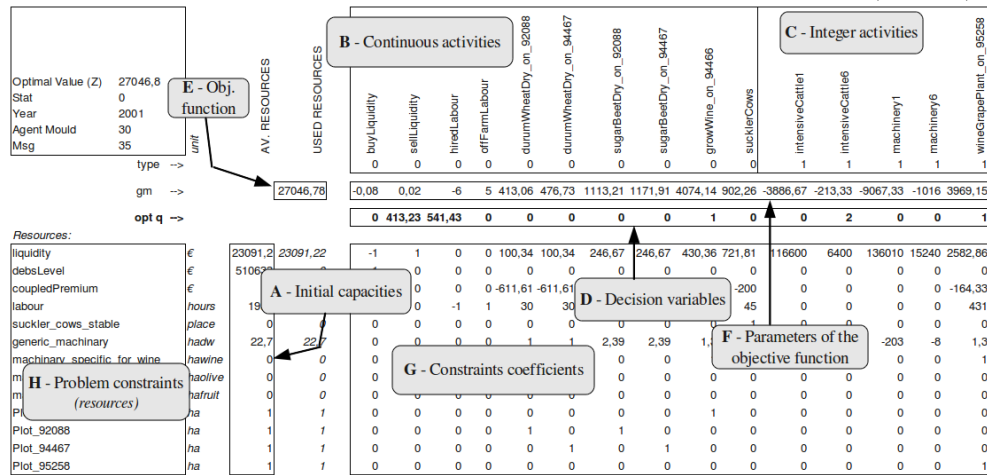 B - Continuous activities
C - Integer activities
Optimal Value (Z) 27046,8
Stat 0
Year 2001
Agent Mould 30
Msg 35
E - Obj. function
unit
AV. RESOURCES
USED RESOURCES
buyLiquidity
sellLiquidity
hiredLabour
offFarmLabour
durumWheatDry_on_92088
durumWheatDry_on_94467
sugarBeetDry_on_92088
sugarBeetDry_on_94467
growWine_on_94466
sucklerCows
intensiveCattle1
intensiveCattle6
machinery1
machinery6
wineGrapePlant_on_95258
type --> 0 0 0 0 0 0 0 0 0 0 1 1 1 1 1
gm --> 27046,78 -0,08 0,02 -6 5 413,06 476,73 1113,21 1171,91 4074,14 902,26 -3886,67 -213,33 -9067,33 -1016 3969,15
opt q --> 0 413,23 541,43 0 0 0 0 0 1 0 0 2 0 0 1
Resources:
liquidity € 23091,2 23091,22 -1 1 0 0 100,34 100,34 246,67 246,67 430,36 721,81 116600 6400 136010 15240 2582,86
debsLevel € 0 0 0 0 0 0 0 0 0 0 0 0 0
coupledPremium € 0 0 -611,61 -611,61 -200 0 0 0 0 -164,33
labour hours 0 -1 1 30 30 45 0 0 0 0 431
suckler_cows_stable place 0 0 0 0 0 0 0 0 0 0 0
generic_machinery hadw 22,7 0 0 0 0 1 1 2,39 2,39 -203 -8 1,3
machinery_specific_for_wine hawine 0 0 0 0 0 0 0 1
haolive 0 0 0 0 0 0 0 0 0 0
hafruit 0 0 0 0 0 0 0 0 0 0
ha 1 1 0 0 0 0 0 0 0 0 1 0 0 0 0 0 0
Plot_92088 ha 1 1 0 0 0 0 1 0 1 0 0 0 0 0 0 0 0
Plot_94467 ha 1 1 0 0 0 0 0 1 0 1 0 0 0 0 0 0 0
Plot_95258 ha 1 1 0 0 0 0 0 0 0 0 0 0 0 0 0 0 1
A - Initial capacities
D - Decision variables
F - Parameters of the
objective function
G - Constraints coefficients
H - Problem constraints
(resources)